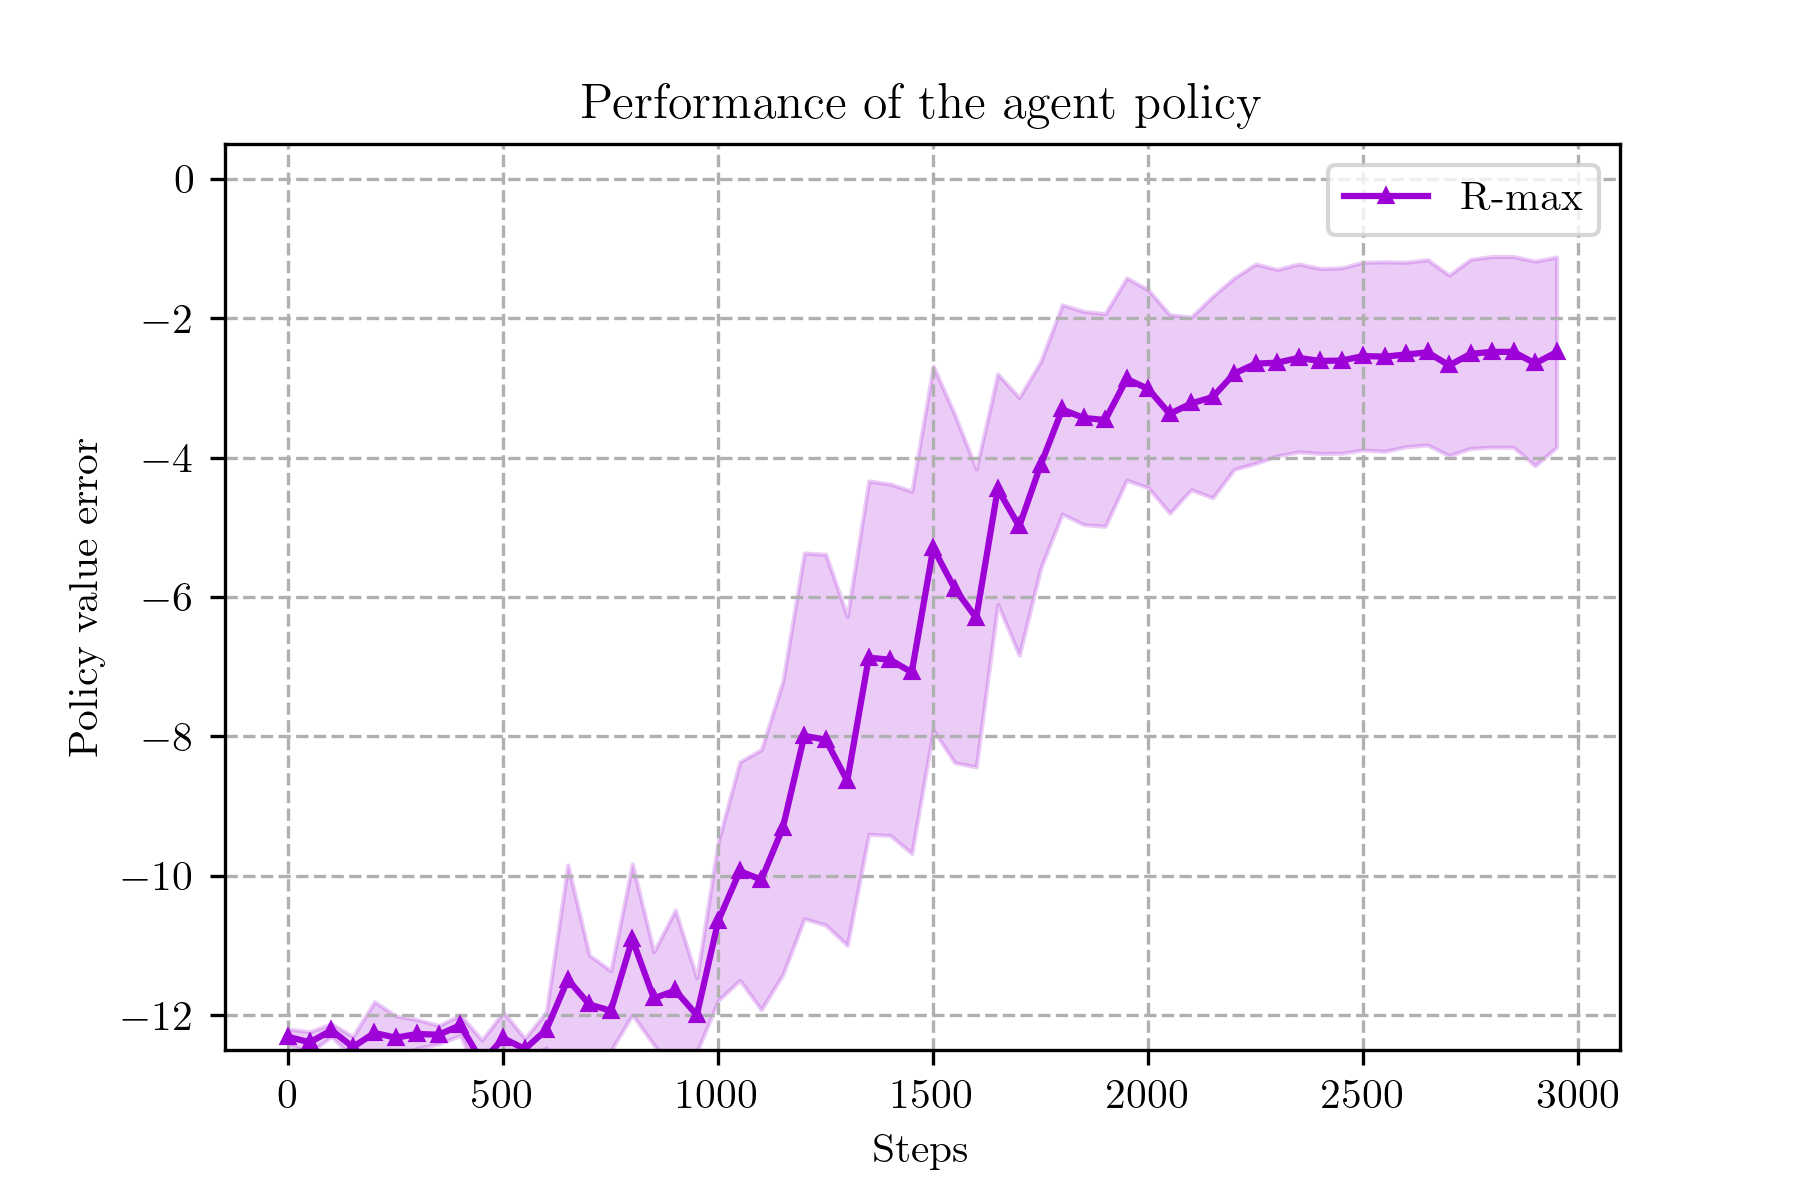 Performance of the agent policy
R-max
Policy value error
0
−2
−4
−6
−8
−10
−12
0 500 1000 1500 2000 2500 3000
Steps